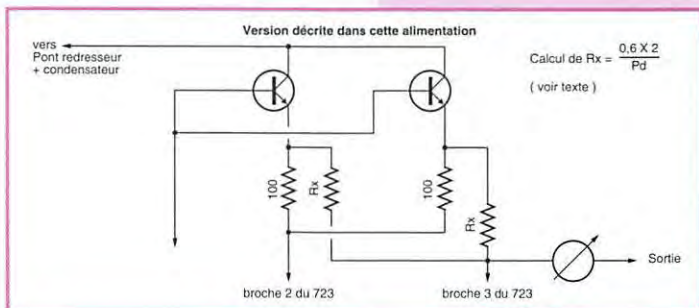 Version décrite dans cette alimentation
vers
Pont redresseur
+ condensateur
Calcul de Rx = 0,6 X 2
Pd
( voir texte )
100
Rx
100
Rx
Sortie
broche 2 du 723
broche 3 du 723